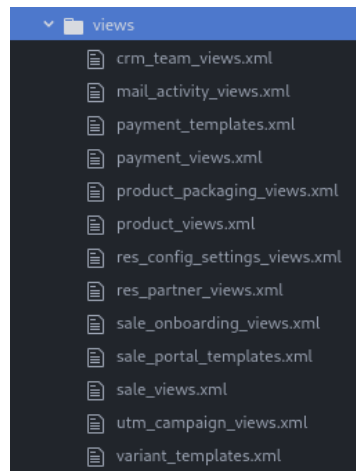 views
crm_team_views.xml
mail_activity_views.xml
payment_templates.xml
payment_views.xml
product_packaging_views.xml
product_views.xml
res_config_settings_views.xml
res_partner_views.xml
sale_onboarding_views.xml
sale_portal_templates.xml
sale_views.xml
utm_campaign_views.xml
variant_templates.xml